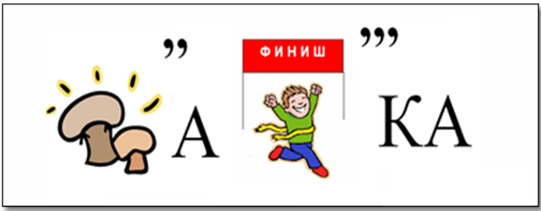 ,, А ФИНИШ ,,, КА